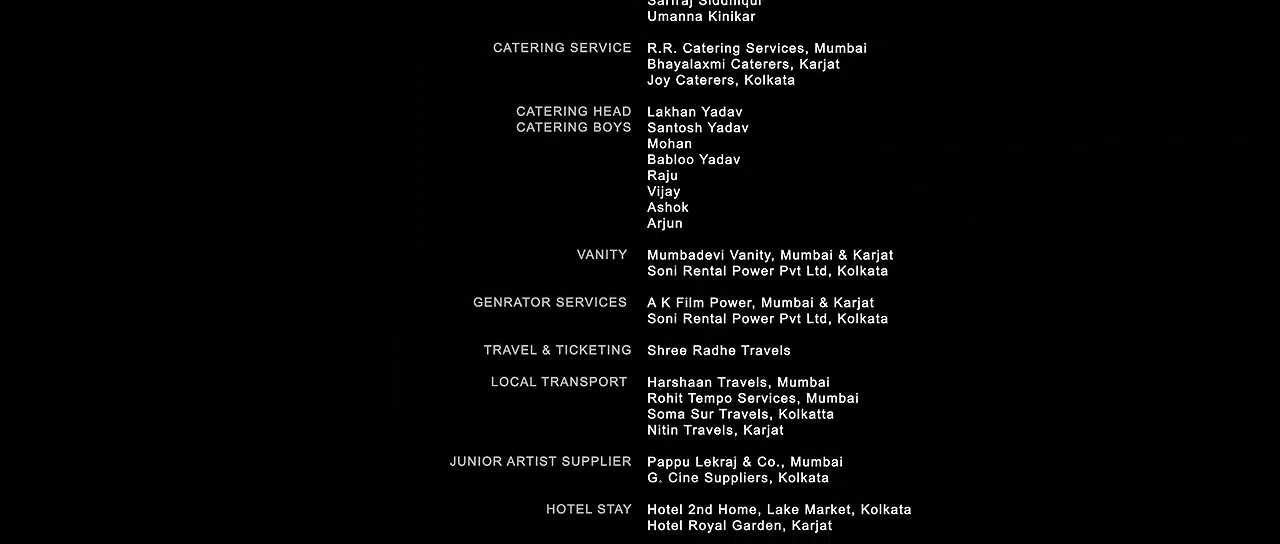 Umanna Kinikar
CATERING SERVICE R.R. Catering Services, Mumbai
Bhayalaxmi Caterers, Karjat
Joy Caterers, Kolkata
CATERING HEAD Lakhan Yadav
CATERING BOYS Santosh Yadav
Mohan
Babloo Yadav
Raju
Vijay
Ashok
Arjun
VANITY Mumbadevi Vanity, Mumbai & Karjat
Soni Rental Power Pvt Ltd, Kolkata
GENRATOR SERVICES A K Film Power, Mumbai & Karjat
Soni Rental Power Pvt Ltd, Kolkata
TRAVEL & TICKETING Shree Radhe Travels
LOCAL TRANSPORT Harshaan Travels, Mumbai
Rohit Tempo Services, Mumbai
Soma Sur Travels, Kolkatta
Nitin Travels, Karjat
JUNIOR ARTIST SUPPLIER Pappu Lekraj & Co., Mumbai
G. Cine Suppliers, Kolkata
HOTEL STAY Hotel 2nd Home, Lake Market, Kolkata
Hotel Royal Garden, Karjat